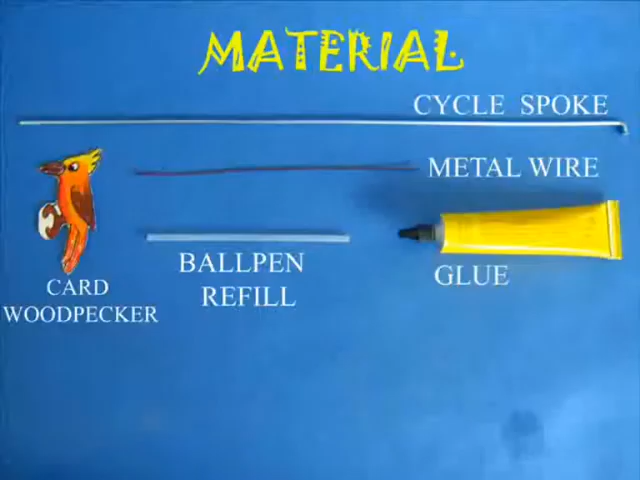 MATERIAL
CYCLE SPOKE
METAL WIRE
BALLPEN
REFILL
GLUE
CARD
WOODPECKER